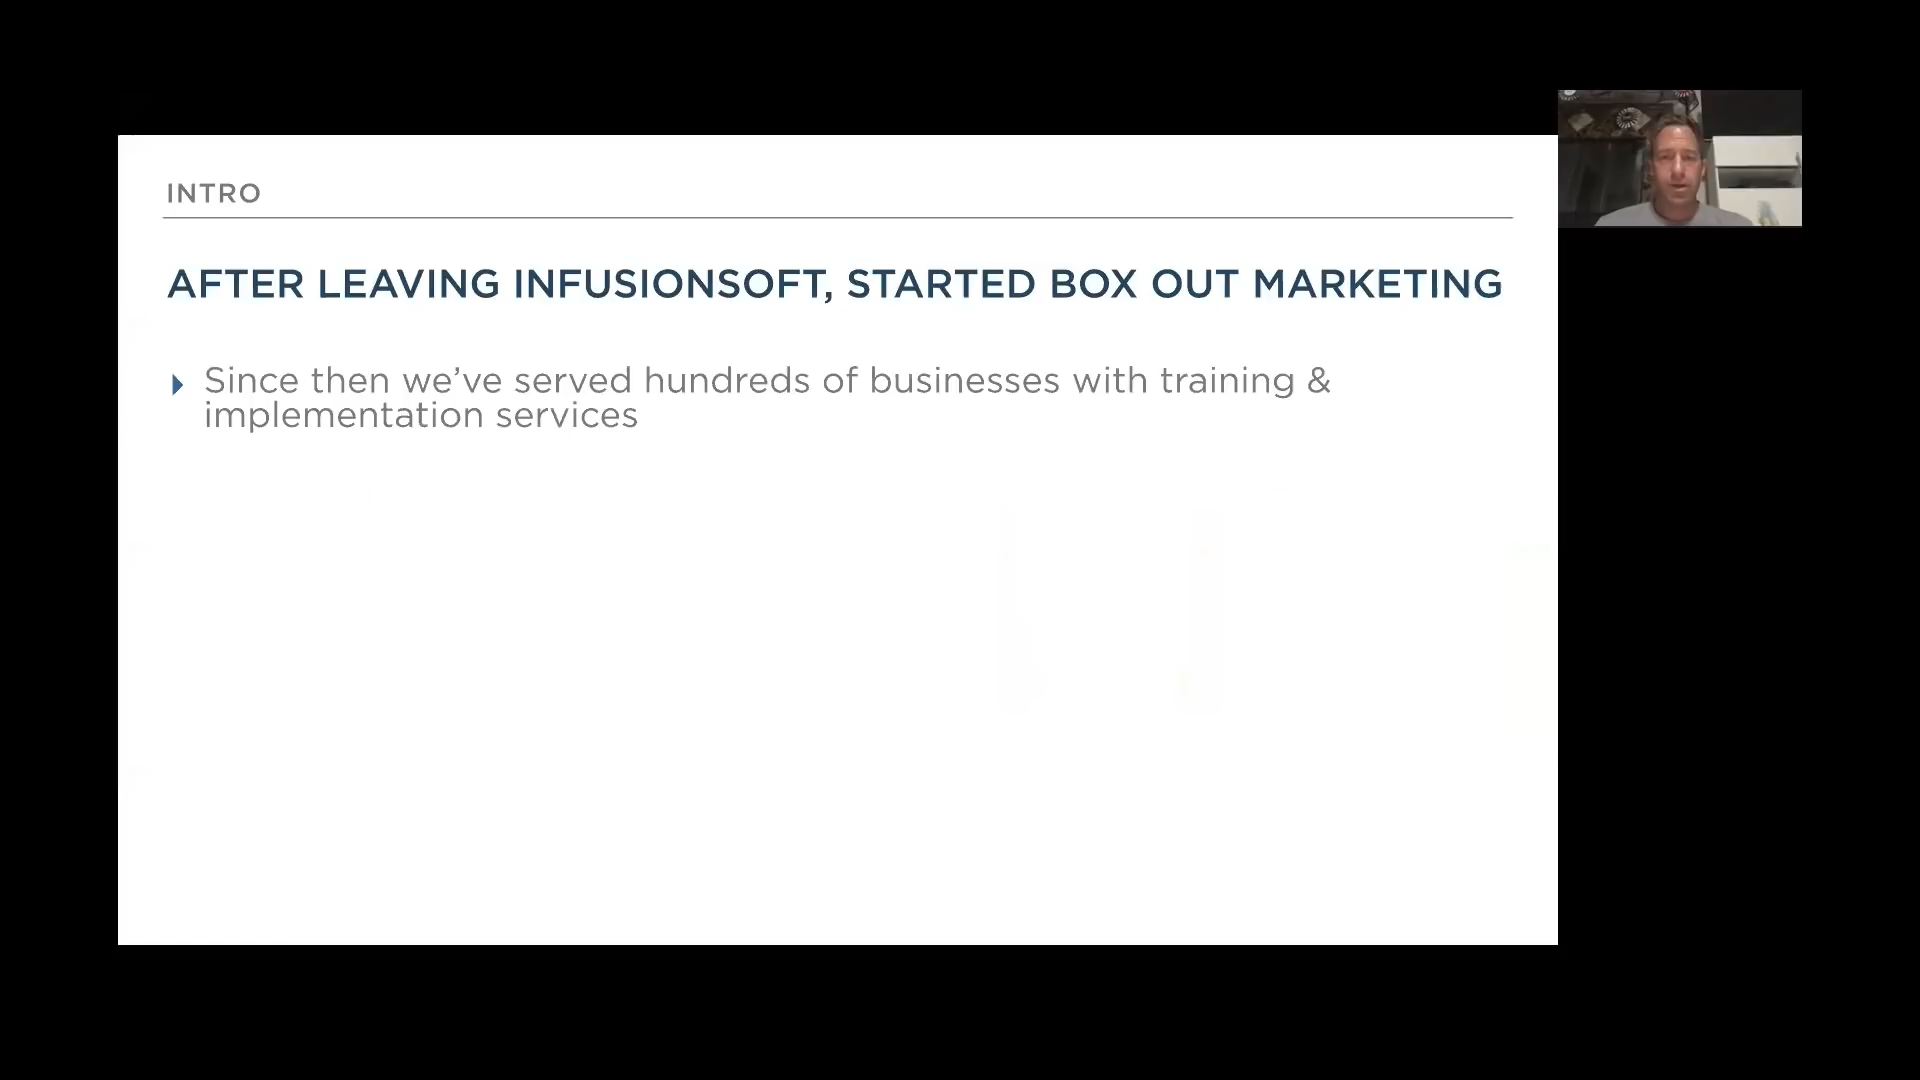 INTRO
AFTER LEAVING INFUSIONSOFT, STARTED BOX OUT MARKETING
Since then we’ve served hundreds of businesses with training &
implementation services